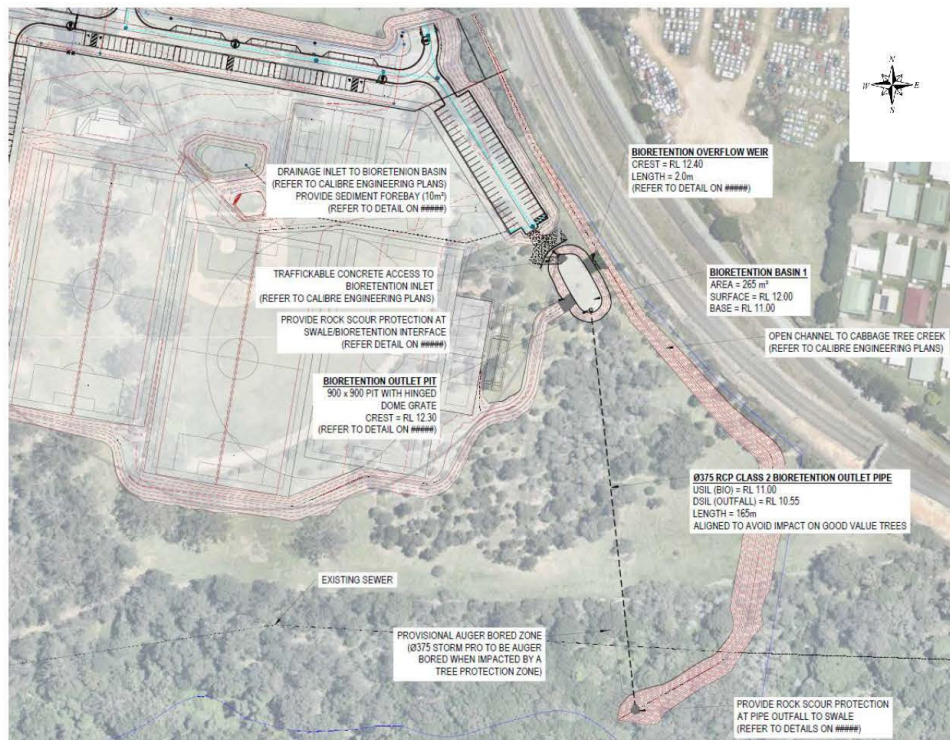 N
W E
S
BIORETENTION OVERFLOW WEIR
CREST = RL 12.40
LENGTH = 2.0m
(REFER TO DETAIL ON #####)
DRAINAGE INLET TO BIORETENION BASIN
(REFER TO CALIBRE ENGINEERING PLANS)
PROVIDE SEDIMENT FOREBAY (10m²)
(REFER TO DETAIL ON #####)
TRAFFICKABLE CONCRETE ACCESS TO
BIORETENTION INLET
(REFER TO CALIBRE ENGINEERING PLANS)
BIORETENTION BASIN 1
AREA = 265 m²
SURFACE = RL 12.00
BASE = RL 11.00
PROVIDE ROCK SCOUR PROTECTION AT
SWALE/BIORETENTION INTERFACE
(REFER DETAIL ON #####)
OPEN CHANNEL TO CABBAGE TREE CREEK
(REFER TO CALIBRE ENGINEERING PLANS)
BIORETENTION OUTLET PIT
900 x 900 PIT WITH HINGED
DOME GRATE
CREST = RL 12.30
(REFER TO DETAIL ON #####)
Ø375 RCP CLASS 2 BIORETENTION OUTLET PIPE
USIL (BIO) = RL 11.00
DSIL (OUTFALL) = RL 10.55
LENGTH = 165m
ALIGNED TO AVOID IMPACT ON GOOD VALUE TREES
EXISTING SEWER
PROVISIONAL AUGER BORED ZONE
(Ø375 STORM PRO TO BE AUGER
BORED WHEN IMPACTED BY A
TREE PROTECTION ZONE)
PROVIDE ROCK SCOUR PROTECTION
AT PIPE OUTFALL TO SWALE
(REFER TO DETAILS ON #####)